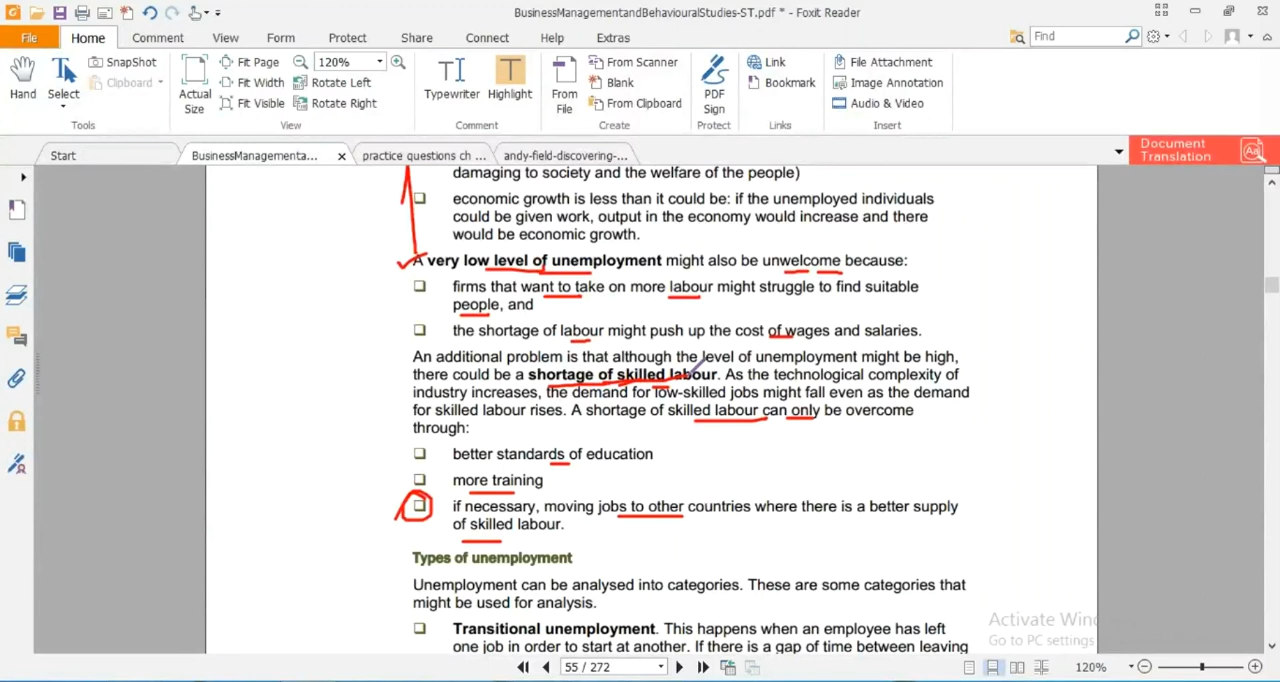 BusinessManagementandBehaviouralStudies-ST.pdf * - Foxit Reader
File Home Comment View Form Protect Share Connect Help Extras Find
Hand Select SnapShot Clipboard
Tools
Actual Size Fit Page Fit Width Fit Visible 120% Rotate Left Rotate Right
View
Typewriter Highlight
Comment
From File From Scanner Blank From Clipboard
Create
PDF Sign
Protect
Link Bookmark
Links
File Attachment Image Annotation Audio & Video
Insert
Start BusinessManagementa... practice questions ch ... andy-field-discovering-...
Document Translation
damaging to society and the welfare of the people)
economic growth is less than it could be: if the unemployed individuals
could be given work, output in the economy would increase and there
would be economic growth.
A very low level of unemployment might also be unwelcome because:
firms that want to take on more labour might struggle to find suitable
people, and
the shortage of labour might push up the cost of wages and salaries.
An additional problem is that although the level of unemployment might be high,
there could be a shortage of skilled labour. As the technological complexity of
industry increases, the demand for low-skilled jobs might fall even as the demand
for skilled labour rises. A shortage of skilled labour can only be overcome
through:
better standards of education
more training
if necessary, moving jobs to other countries where there is a better supply
of skilled labour.
Types of unemployment
Unemployment can be analysed into categories. These are some categories that
might be used for analysis.
Transitional unemployment. This happens when an employee has left
one job in order to start at another. If there is a gap of time between leaving
Activate Win
Go to PC settings
55 / 272
120%